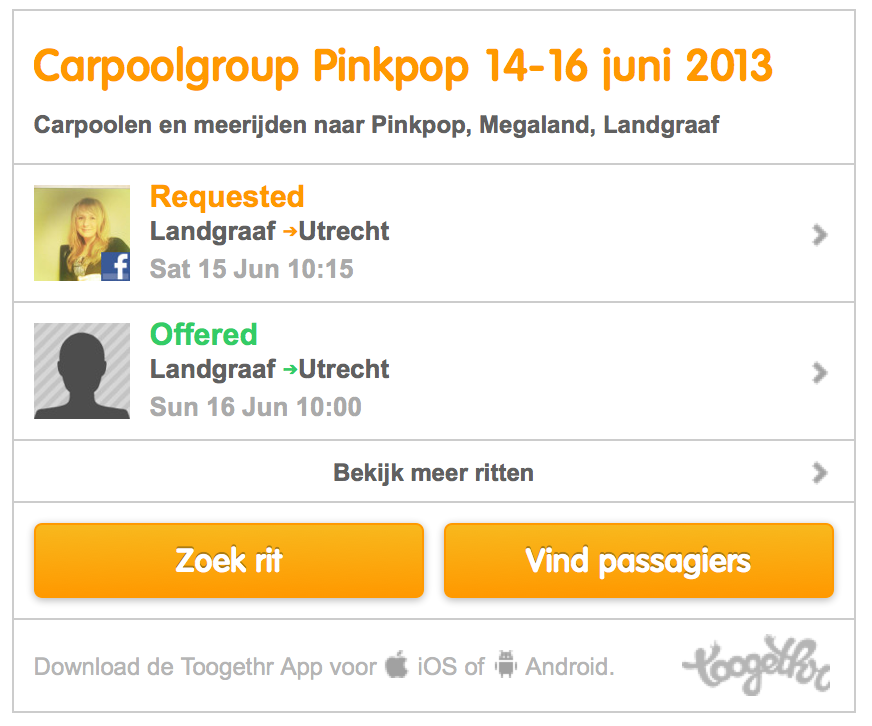 Carpoolgroup Pinkpop 14-16 juni 2013
Carpoolen en meerijden naar Pinkpop, Megaland, Landgraaf
Requested
Landgraaf ➔Utrecht
Sat 15 Jun 10:15
f
Offered
Landgraaf ➔Utrecht
Sun 16 Jun 10:00
Bekijk meer ritten
Zoek rit
Vind passagiers
Download de Toogethr App voor iOS of Android.
toogethr